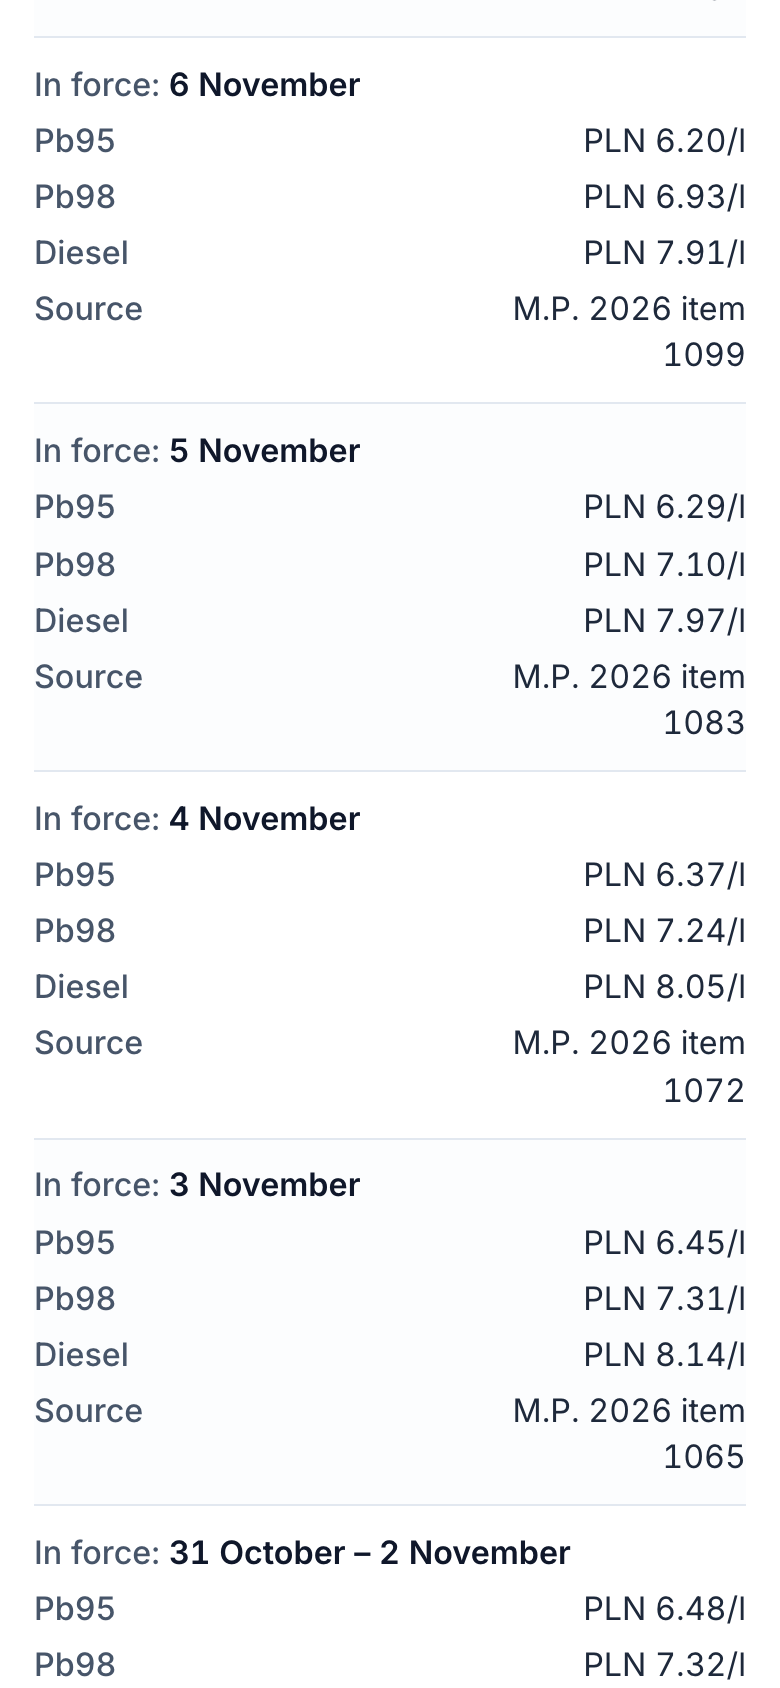 In force: 6 November
Pb95 PLN 6.20/l
Pb98 PLN 6.93/l
Diesel PLN 7.91/l
Source M.P. 2026 item
1099
In force: 5 November
Pb95 PLN 6.29/l
Pb98 PLN 7.10/l
Diesel PLN 7.97/l
Source M.P. 2026 item
1083
In force: 4 November
Pb95 PLN 6.37/l
Pb98 PLN 7.24/l
Diesel PLN 8.05/l
Source M.P. 2026 item
1072
In force: 3 November
Pb95 PLN 6.45/l
Pb98 PLN 7.31/l
Diesel PLN 8.14/l
Source M.P. 2026 item
1065
In force: 31 October – 2 November
Pb95 PLN 6.48/l
Pb98 PLN 7.32/l